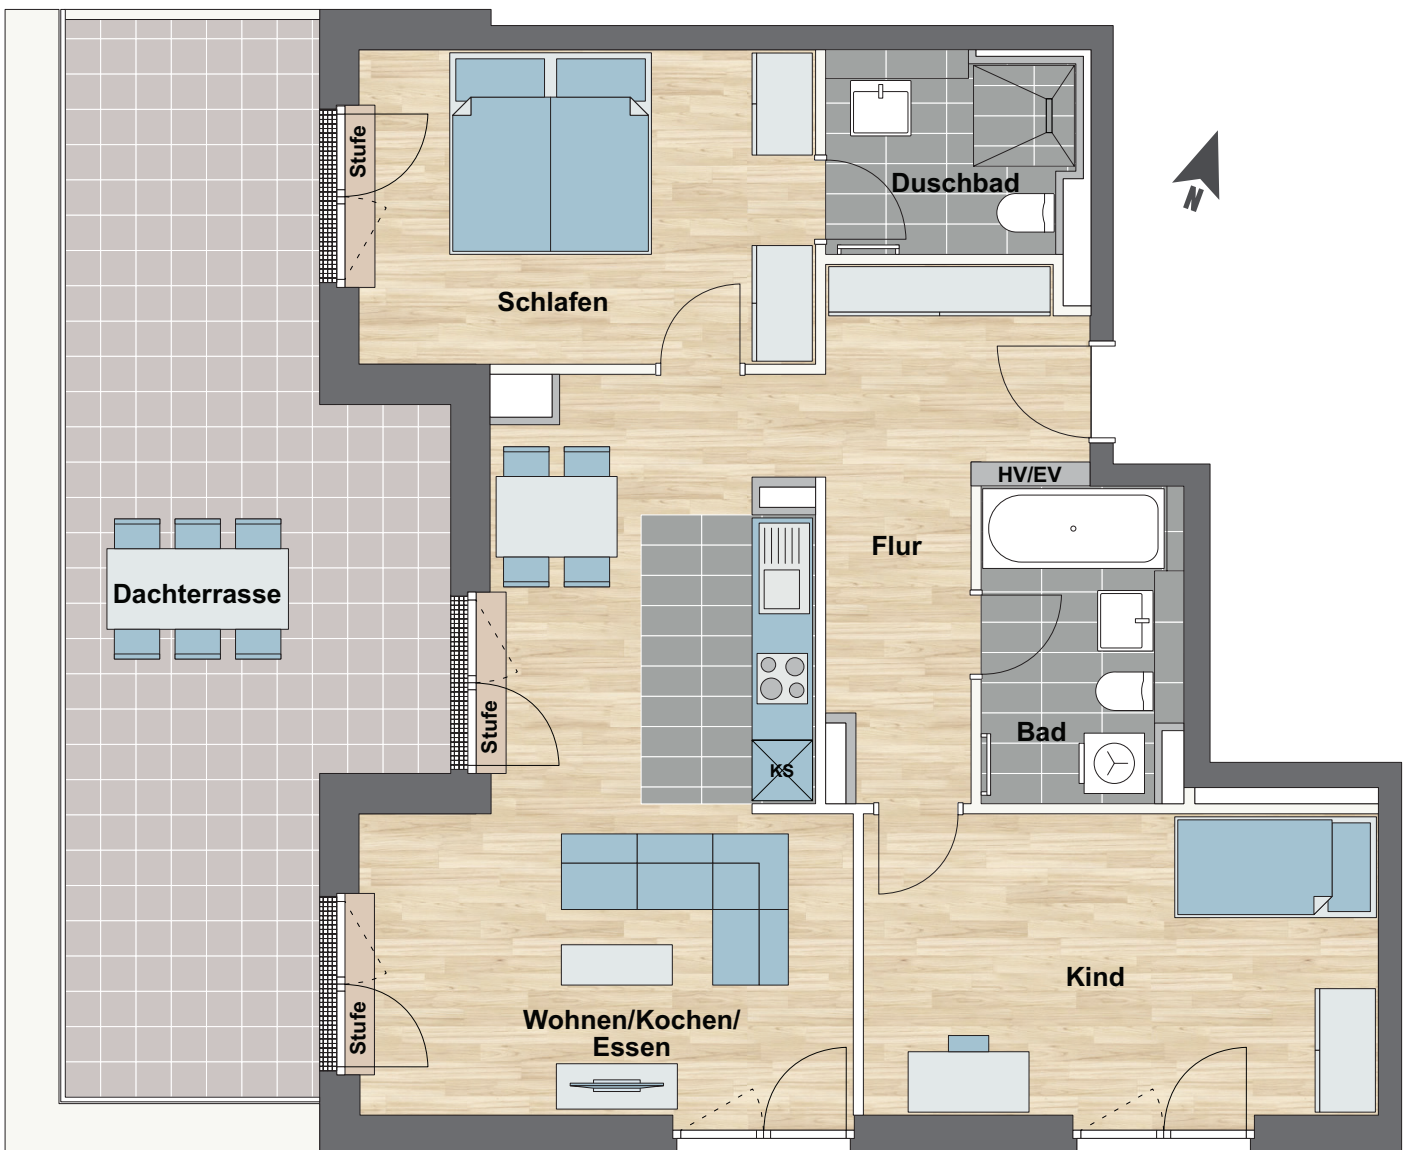 Stufe
Duschbad
N
Schlafen
HV/EV
Flur
Dachterrasse
Stufe
Bad
KS
Kind
Stufe
Wohnen/Kochen/
Essen